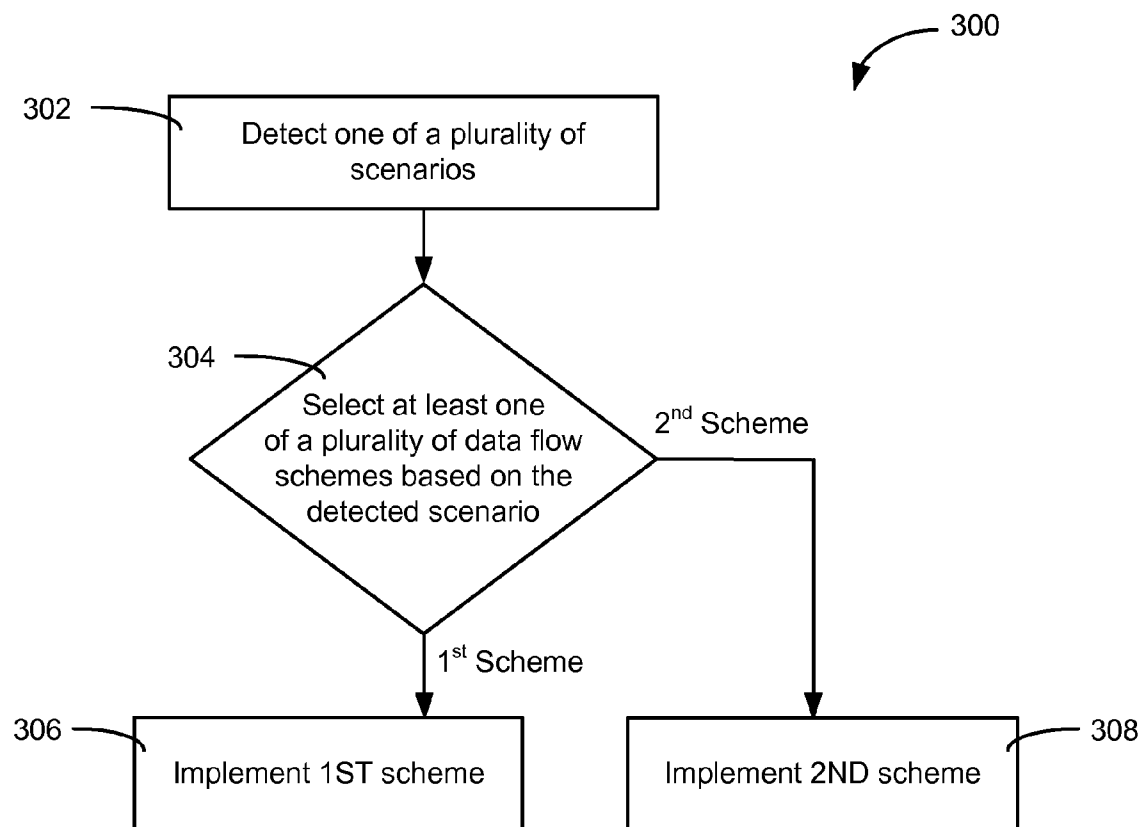 300
302
Detect one of a plurality of
scenarios
304
Select at least one
of a plurality of data flow
schemes based on the
detected scenario
2nd Scheme
1st Scheme
306
Implement 1ST scheme
Implement 2ND scheme
308